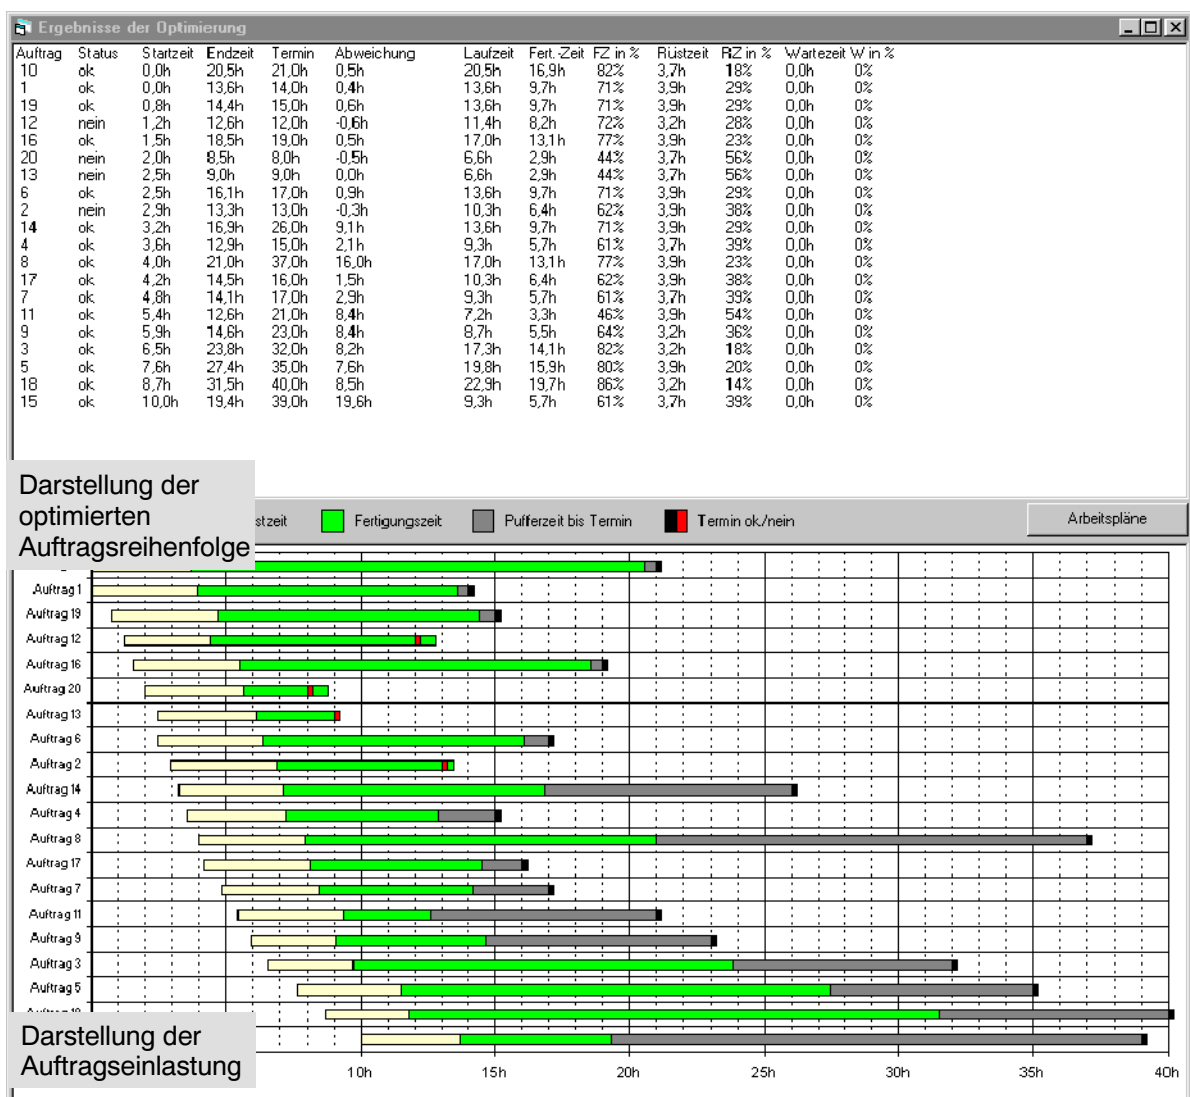 Ergebnisse der Optimierung
Auftrag Status Startzeit Endzeit Termin Abweichung Laufzeit Fert.-Zeit FZ in % Rüstzeit RZ in % Wartezeit W in %
10 ok 0,0h 20,5h 21,0h 0,5h 20,5h 16,9h 82% 3,7h 18% 0,0h 0%
1 ok 0,0h 13,6h 14,0h 0,4h 13,6h 9,7h 71% 3,9h 29% 0,0h 0%
19 ok 0,8h 14,4h 15,0h 0,6h 13,6h 9,7h 71% 3,9h 29% 0,0h 0%
12 nein 1,2h 12,6h 12,0h -0,6h 11,4h 8,2h 72% 3,2h 28% 0,0h 0%
16 ok 1,5h 18,5h 19,0h 0,5h 17,0h 13,1h 77% 3,9h 23% 0,0h 0%
20 nein 2,0h 8,5h 8,0h -0,5h 6,6h 2,9h 44% 3,7h 56% 0,0h 0%
13 nein 2,5h 9,0h 9,0h 0,0h 6,6h 2,9h 44% 3,7h 56% 0,0h 0%
6 ok 2,5h 16,1h 17,0h 0,9h 13,6h 9,7h 71% 3,9h 29% 0,0h 0%
2 nein 2,9h 13,3h 13,0h -0,3h 10,3h 6,4h 62% 3,9h 38% 0,0h 0%
14 ok 3,2h 16,9h 26,0h 9,1h 13,6h 9,7h 71% 3,9h 29% 0,0h 0%
4 ok 3,6h 12,9h 15,0h 2,1h 9,3h 5,7h 61% 3,7h 39% 0,0h 0%
8 ok 4,0h 21,0h 37,0h 16,0h 17,0h 13,1h 77% 3,9h 23% 0,0h 0%
17 ok 4,2h 14,5h 16,0h 1,5h 10,3h 6,4h 62% 3,9h 38% 0,0h 0%
7 ok 4,8h 14,1h 17,0h 2,9h 9,3h 5,7h 61% 3,7h 39% 0,0h 0%
11 ok 5,4h 12,6h 21,0h 8,4h 7,2h 3,3h 46% 3,9h 54% 0,0h 0%
9 ok 5,9h 14,6h 23,0h 8,4h 8,7h 5,5h 64% 3,2h 36% 0,0h 0%
3 ok 6,5h 23,8h 32,0h 8,2h 17,3h 14,1h 82% 3,2h 18% 0,0h 0%
5 ok 7,6h 27,4h 35,0h 7,6h 19,8h 15,9h 80% 3,9h 20% 0,0h 0%
18 ok 8,7h 31,5h 40,0h 8,5h 22,9h 19,7h 86% 3,2h 14% 0,0h 0%
15 ok 10,0h 19,4h 39,0h 19,6h 9,3h 5,7h 61% 3,7h 39% 0,0h 0%
Darstellung der
optimierten
Auftragsreihenfolge
stzeit Fertigungszeit Pufferzeit bis Termin Termin ok./nein Arbeitspläne
Auftrag 1
Auftrag 19
Auftrag 12
Auftrag 16
Auftrag 20
Auftrag 13
Auftrag 6
Auftrag 2
Auftrag 14
Auftrag 4
Auftrag 8
Auftrag 17
Auftrag 7
Auftrag 11
Auftrag 9
Auftrag 3
Auftrag 5
Darstellung der
Auftragseinlastung
10h 15h 20h 25h 30h 35h 40h